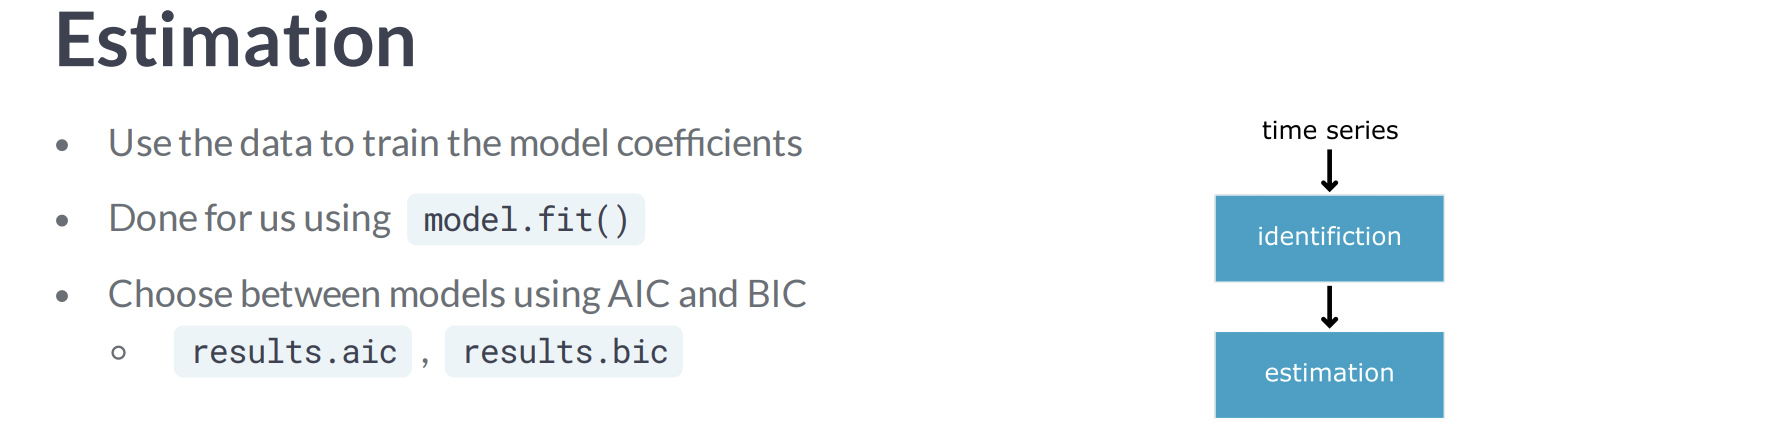 Estimation
• Use the data to train the model coefficients
• Done for us using model.fit()
• Choose between models using AIC and BIC
○ results.aic , results.bic
time series
identifiction
estimation